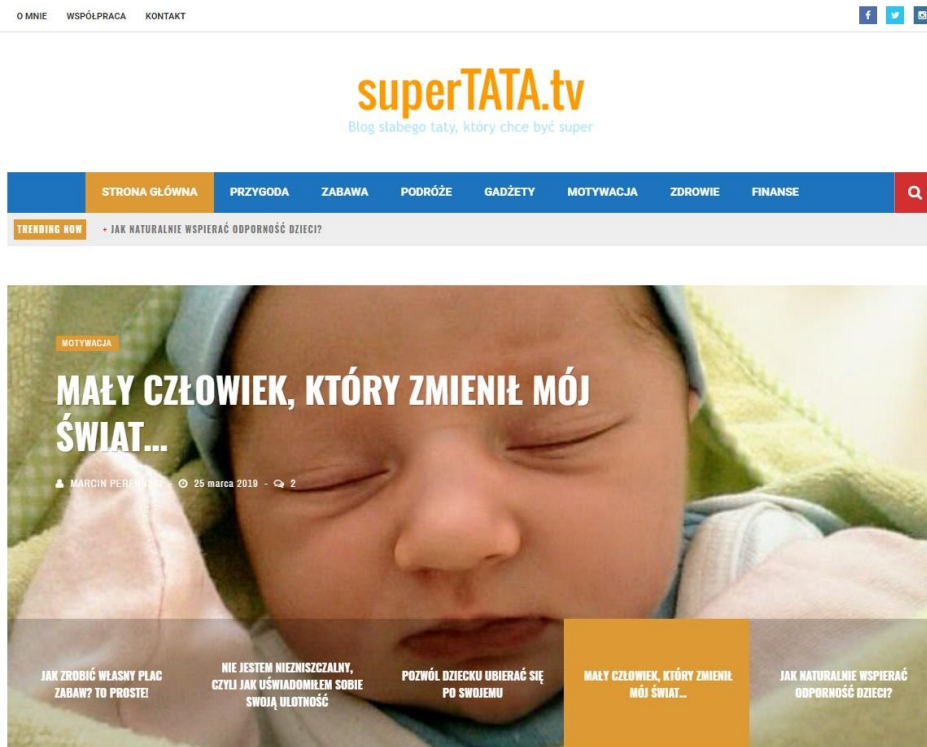 O MNIE WSPÓŁPRACA KONTAKT
superTATA.tv
Blog słabego taty, który chce być super
STRONA GŁÓWNA PRZYGODA ZABAWA PODRÓŻE GADŻETY MOTYWACJA ZDROWIE FINANSE
TRENDING NOW + JAK NATURALNIE WSPIERAĆ ODPORNOŚĆ DZIECI?
MOTYWACJA
MAŁY CZŁOWIEK, KTÓRY ZMIENIŁ MÓJ
ŚWIAT...
MARCIN - 25 marca 2019 - 2
JAK ZROBIĆ WŁASNY PLAC
ZABAW? TO PROSTE!
NIE JESTEM NIEZNISZCZALNY,
CZYLI JAK UŚWIADOMIŁEM SOBIE
SWOJĄ ULOTNOŚĆ
POZWÓL DZIECKU UBIERAĆ SIĘ
PO SWOJEMU
MAŁY CZŁOWIEK, KTÓRY ZMIENIŁ
MÓJ ŚWIAT...
JAK NATURALNIE WSPIERAĆ
ODPORNOŚĆ DZIECI?